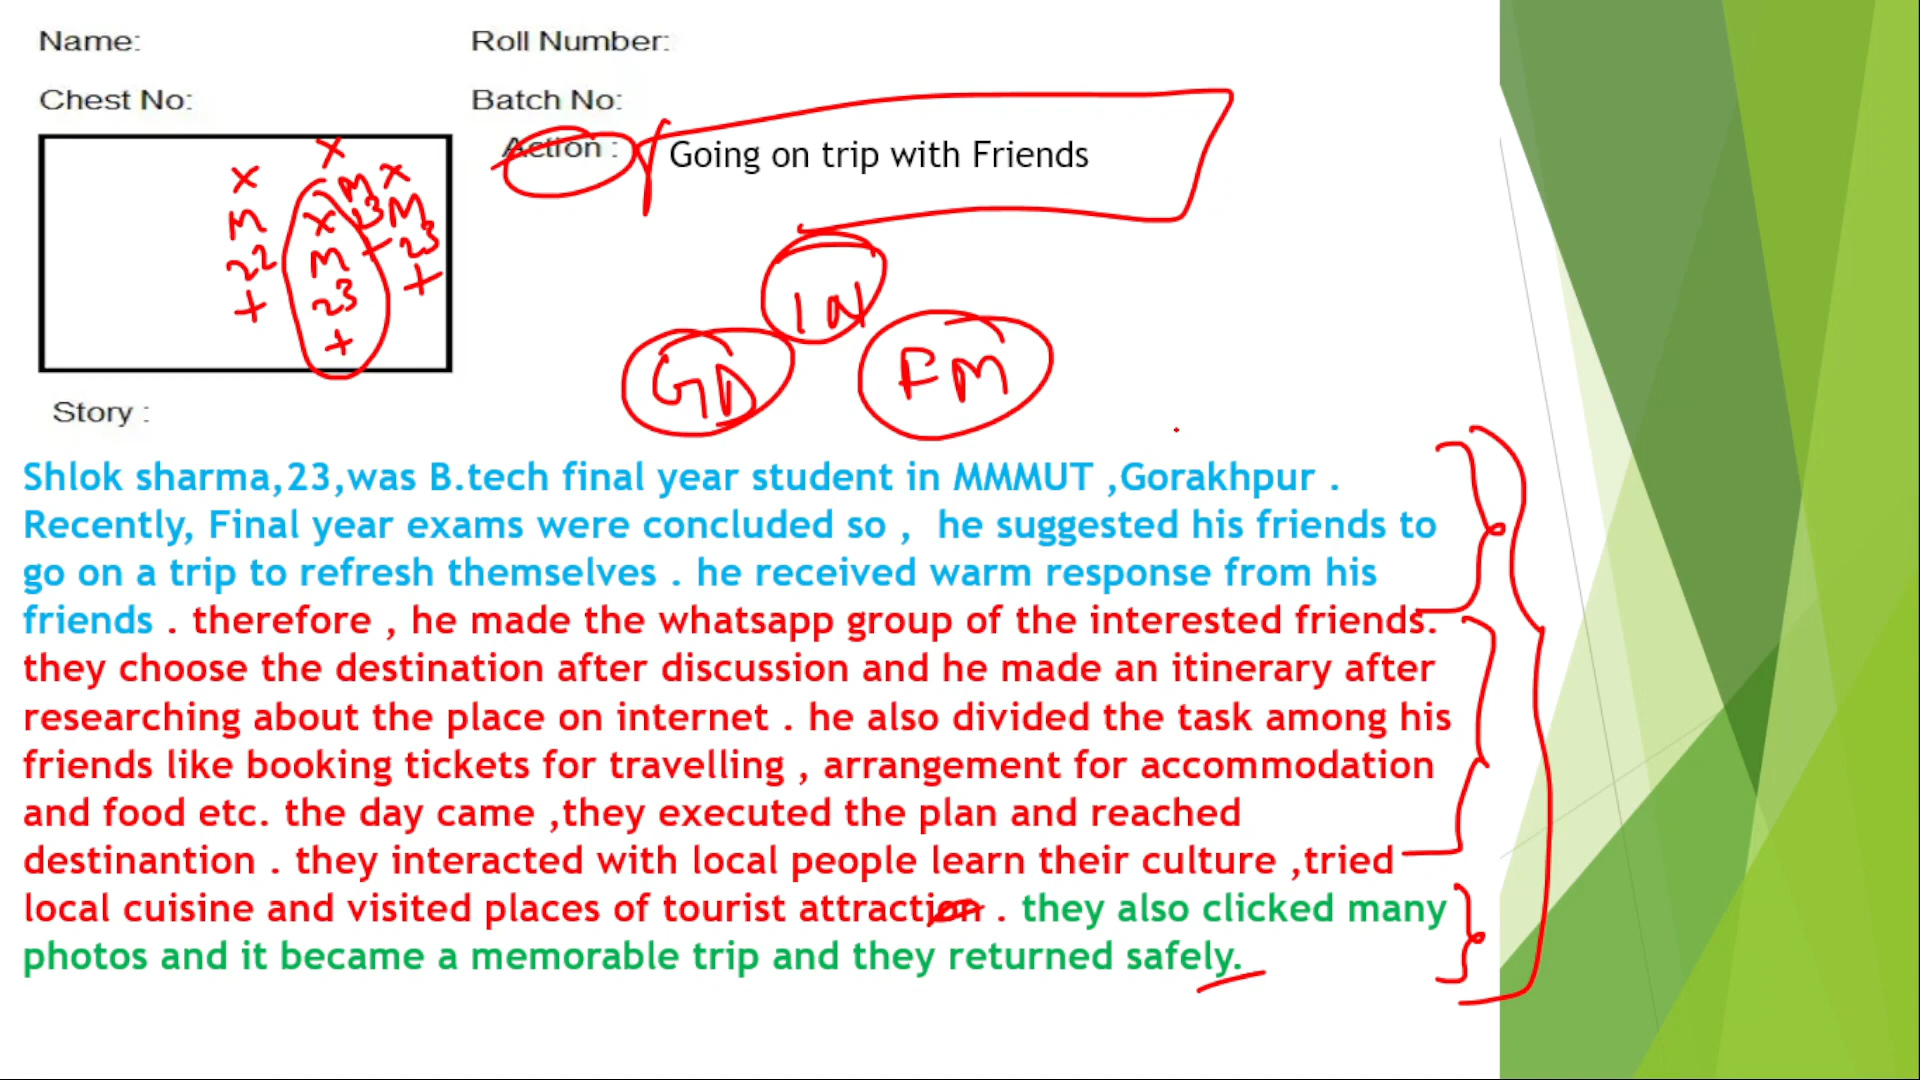 Name:
Roll Number:
Chest No:
Batch No:
Action :
Going on trip with Friends
x
x
x
x
M
M
M
M
22
23
23
23
+
+
+
+
IN
GD
FM
Story :
Shlok sharma,23,was B.tech final year student in MMMUT ,Gorakhpur .
Recently, Final year exams were concluded so , he suggested his friends to
go on a trip to refresh themselves . he received warm response from his
friends . therefore , he made the whatsapp group of the interested friends.
they choose the destination after discussion and he made an itinerary after
researching about the place on internet . he also divided the task among his
friends like booking tickets for travelling , arrangement for accommodation
and food etc. the day came ,they executed the plan and reached
destinantion . they interacted with local people learn their culture ,tried
local cuisine and visited places of tourist attraction . they also clicked many
photos and it became a memorable trip and they returned safely.